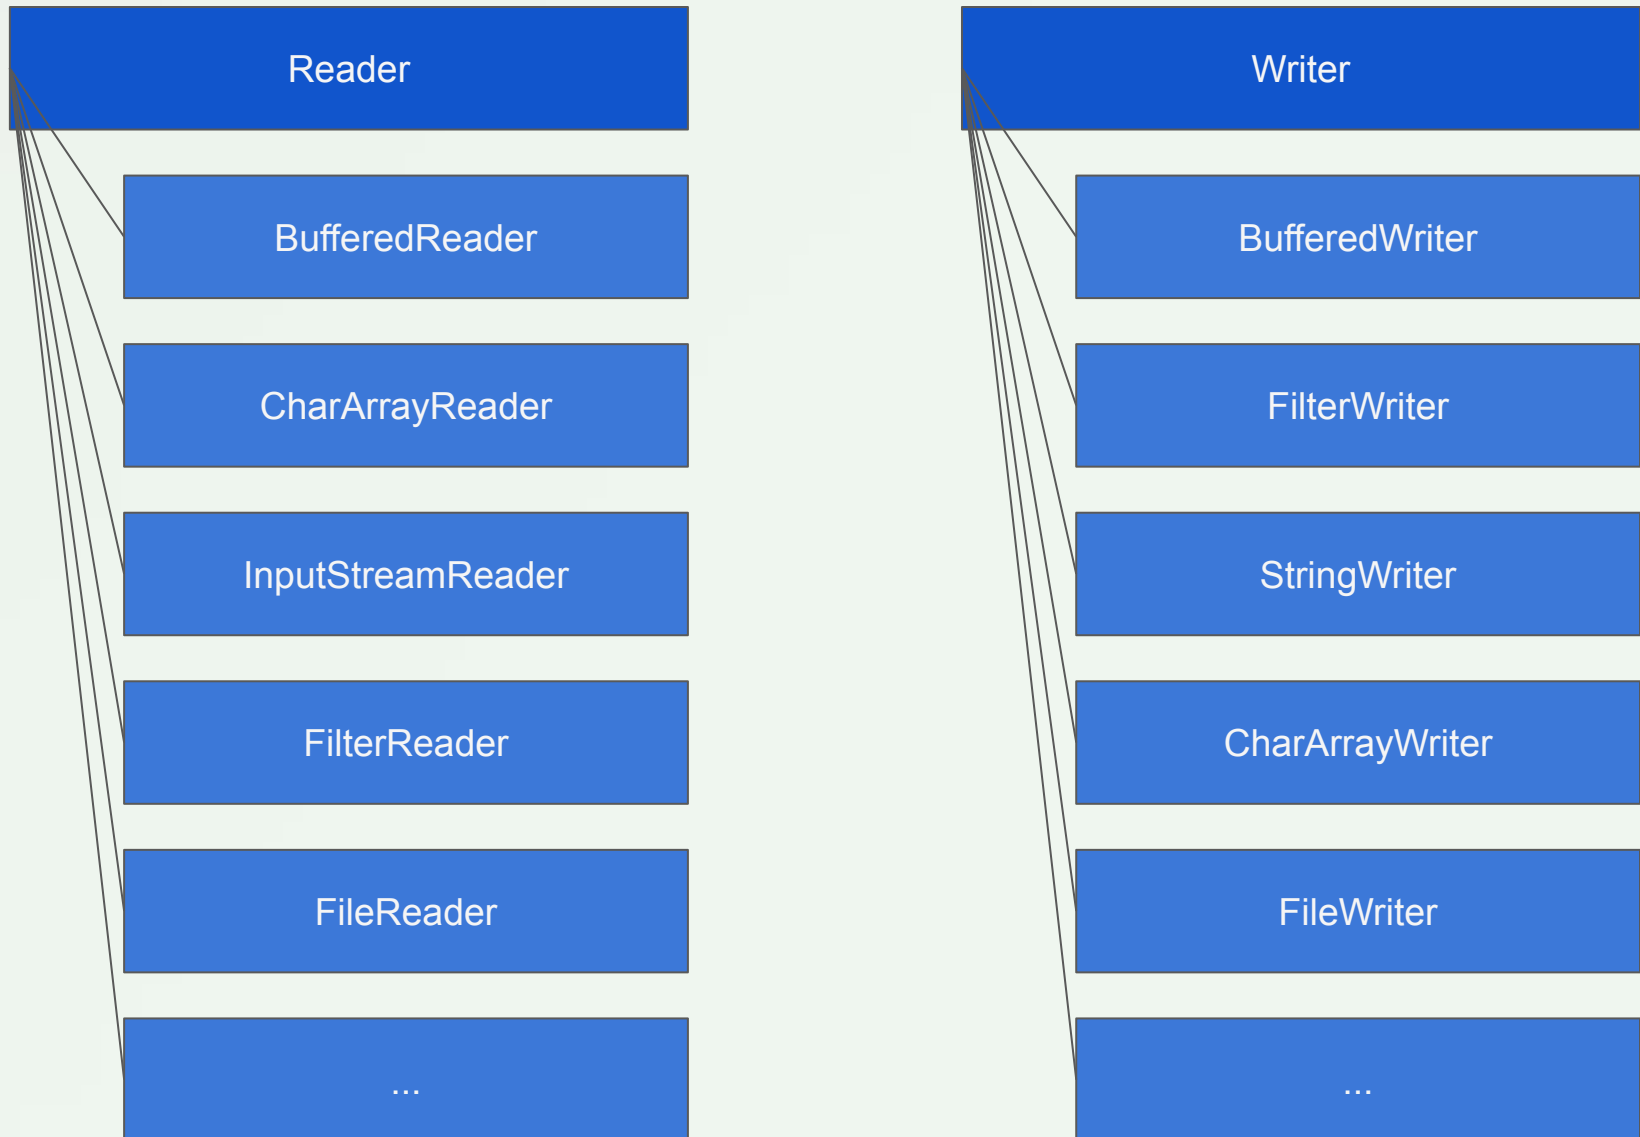 Reader
BufferedReader
CharArrayReader
InputStreamReader
FilterReader
FileReader
...
Writer
BufferedWriter
FilterWriter
StringWriter
CharArrayWriter
FileWriter
...